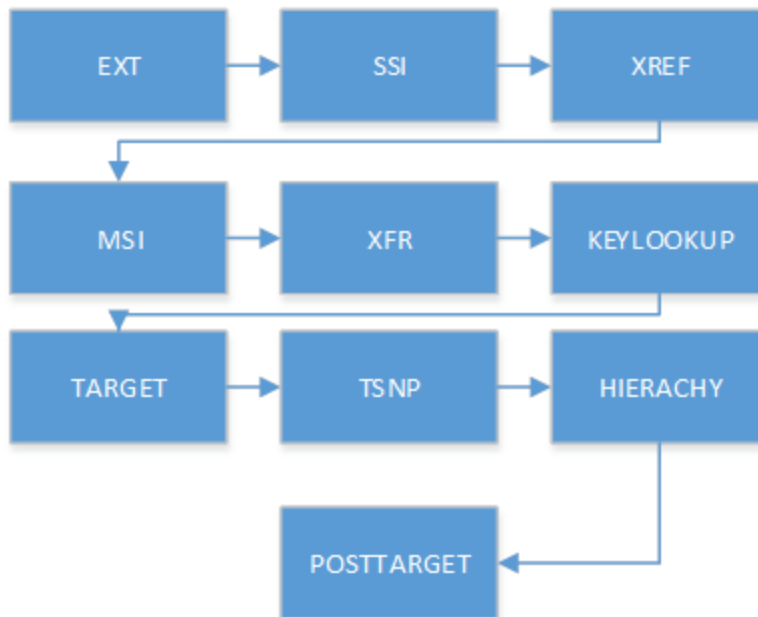 EXT
SSI
XREF
MSI
XFR
KEYLOOKUP
TARGET
TSNP
HIERACHY
POSTTARGET